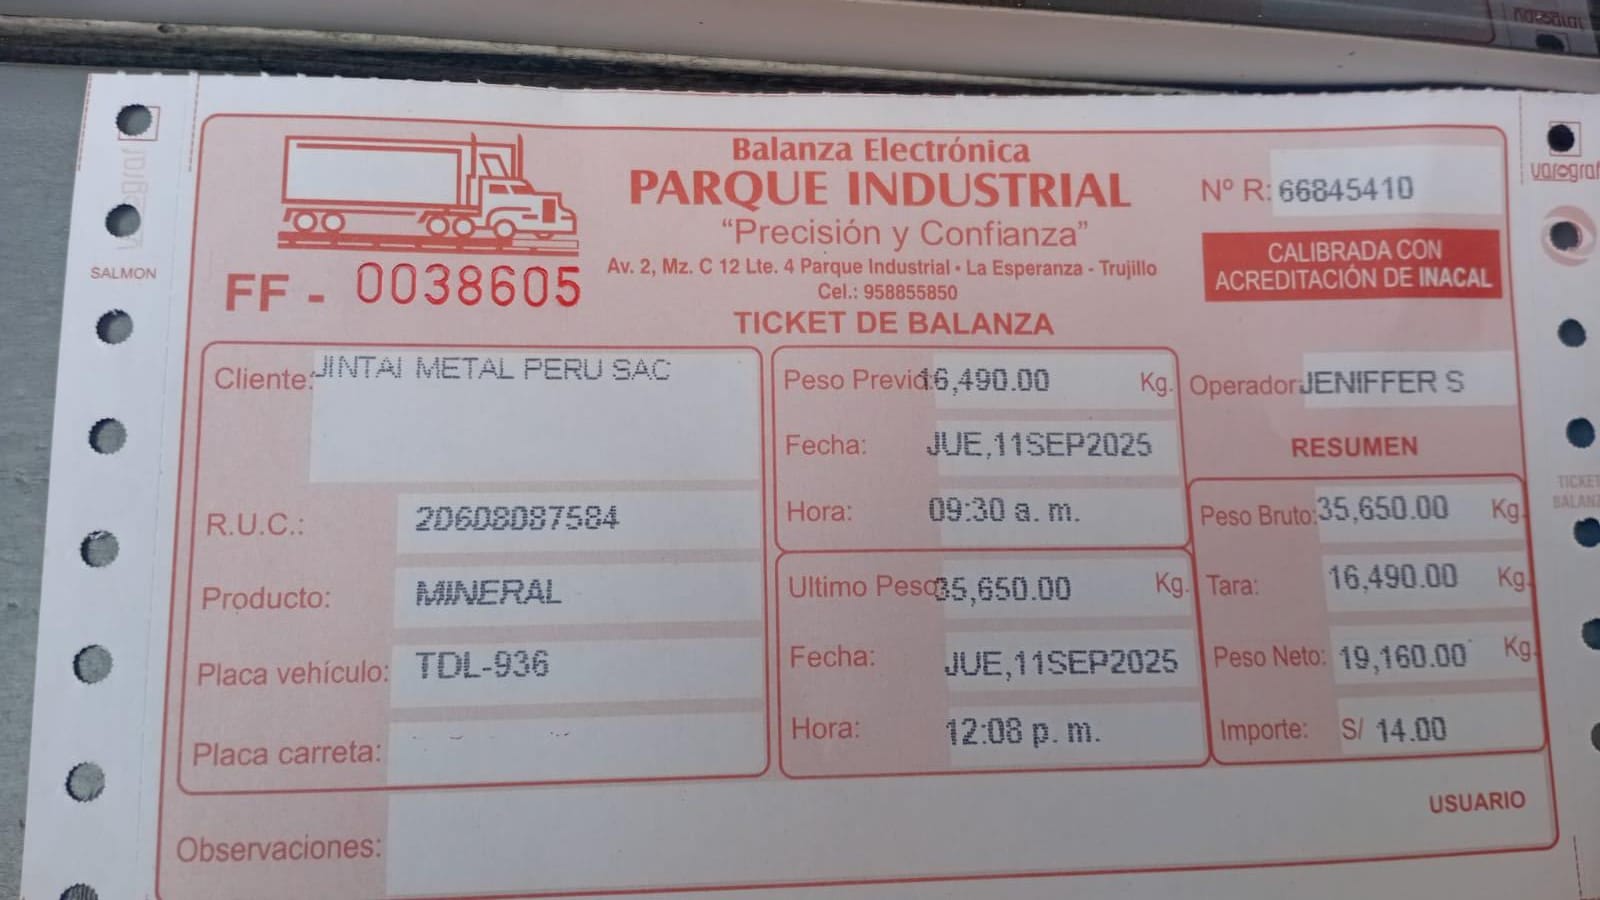 Balanza Electrónica
PARQUE INDUSTRIAL
"Precisión y Confianza"
Av. 2, Mz. C 12 Lte. 4 Parque Industrial • La Esperanza - Trujillo
Cel.: 958855850
TICKET DE BALANZA
FF - 0038605
Nº R: 66845410
CALIBRADA CON
ACREDITACIÓN DE INACAL
Cliente: JINTAI METAL PERU SAC
R.U.C.: 20608087584
Producto: MINERAL
Placa vehículo: TDL-936
Placa carreta:
Observaciones:
Peso Previo: 16,490.00 Kg.
Fecha: JUE,11SEP2025
Hora: 09:30 a. m.
Ultimo Peso 35,650.00 Kg.
Fecha: JUE,11SEP2025
Hora: 12:08 p. m.
Operador: JENIFFER S
RESUMEN
Peso Bruto: 35,650.00 Kg.
Tara: 16,490.00 Kg.
Peso Neto: 19,160.00 Kg.
Importe: S/ 14.00
USUARIO
SALMON
varograf
TICKET
BALANZ